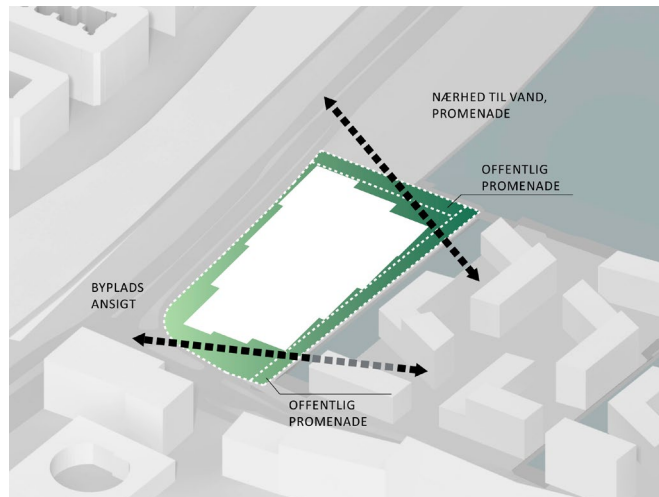 NÆRHED TIL VAND,
PROMENADE
OFFENTLIG
PROMENADE
BYPLADS
ANSIGT
OFFENTLIG
PROMENADE